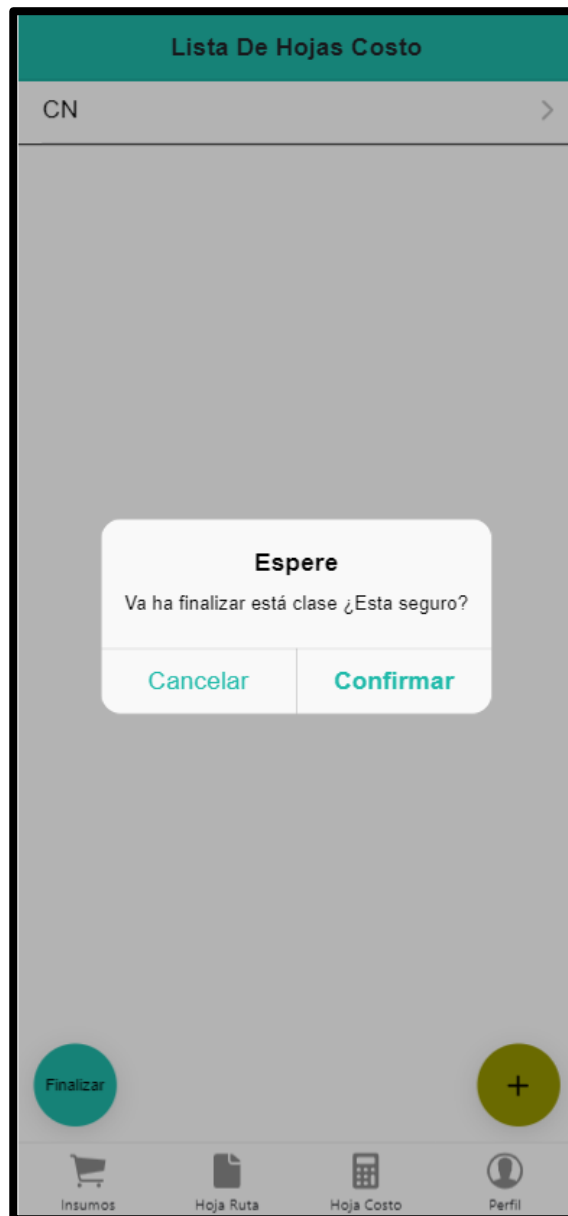 Lista De Hojas Costo
CN
Espere
Va ha finalizar está clase ¿Esta seguro?
Cancelar Confirmar
Finalizar +
Insumos Hoja Ruta Hoja Costo Perfil